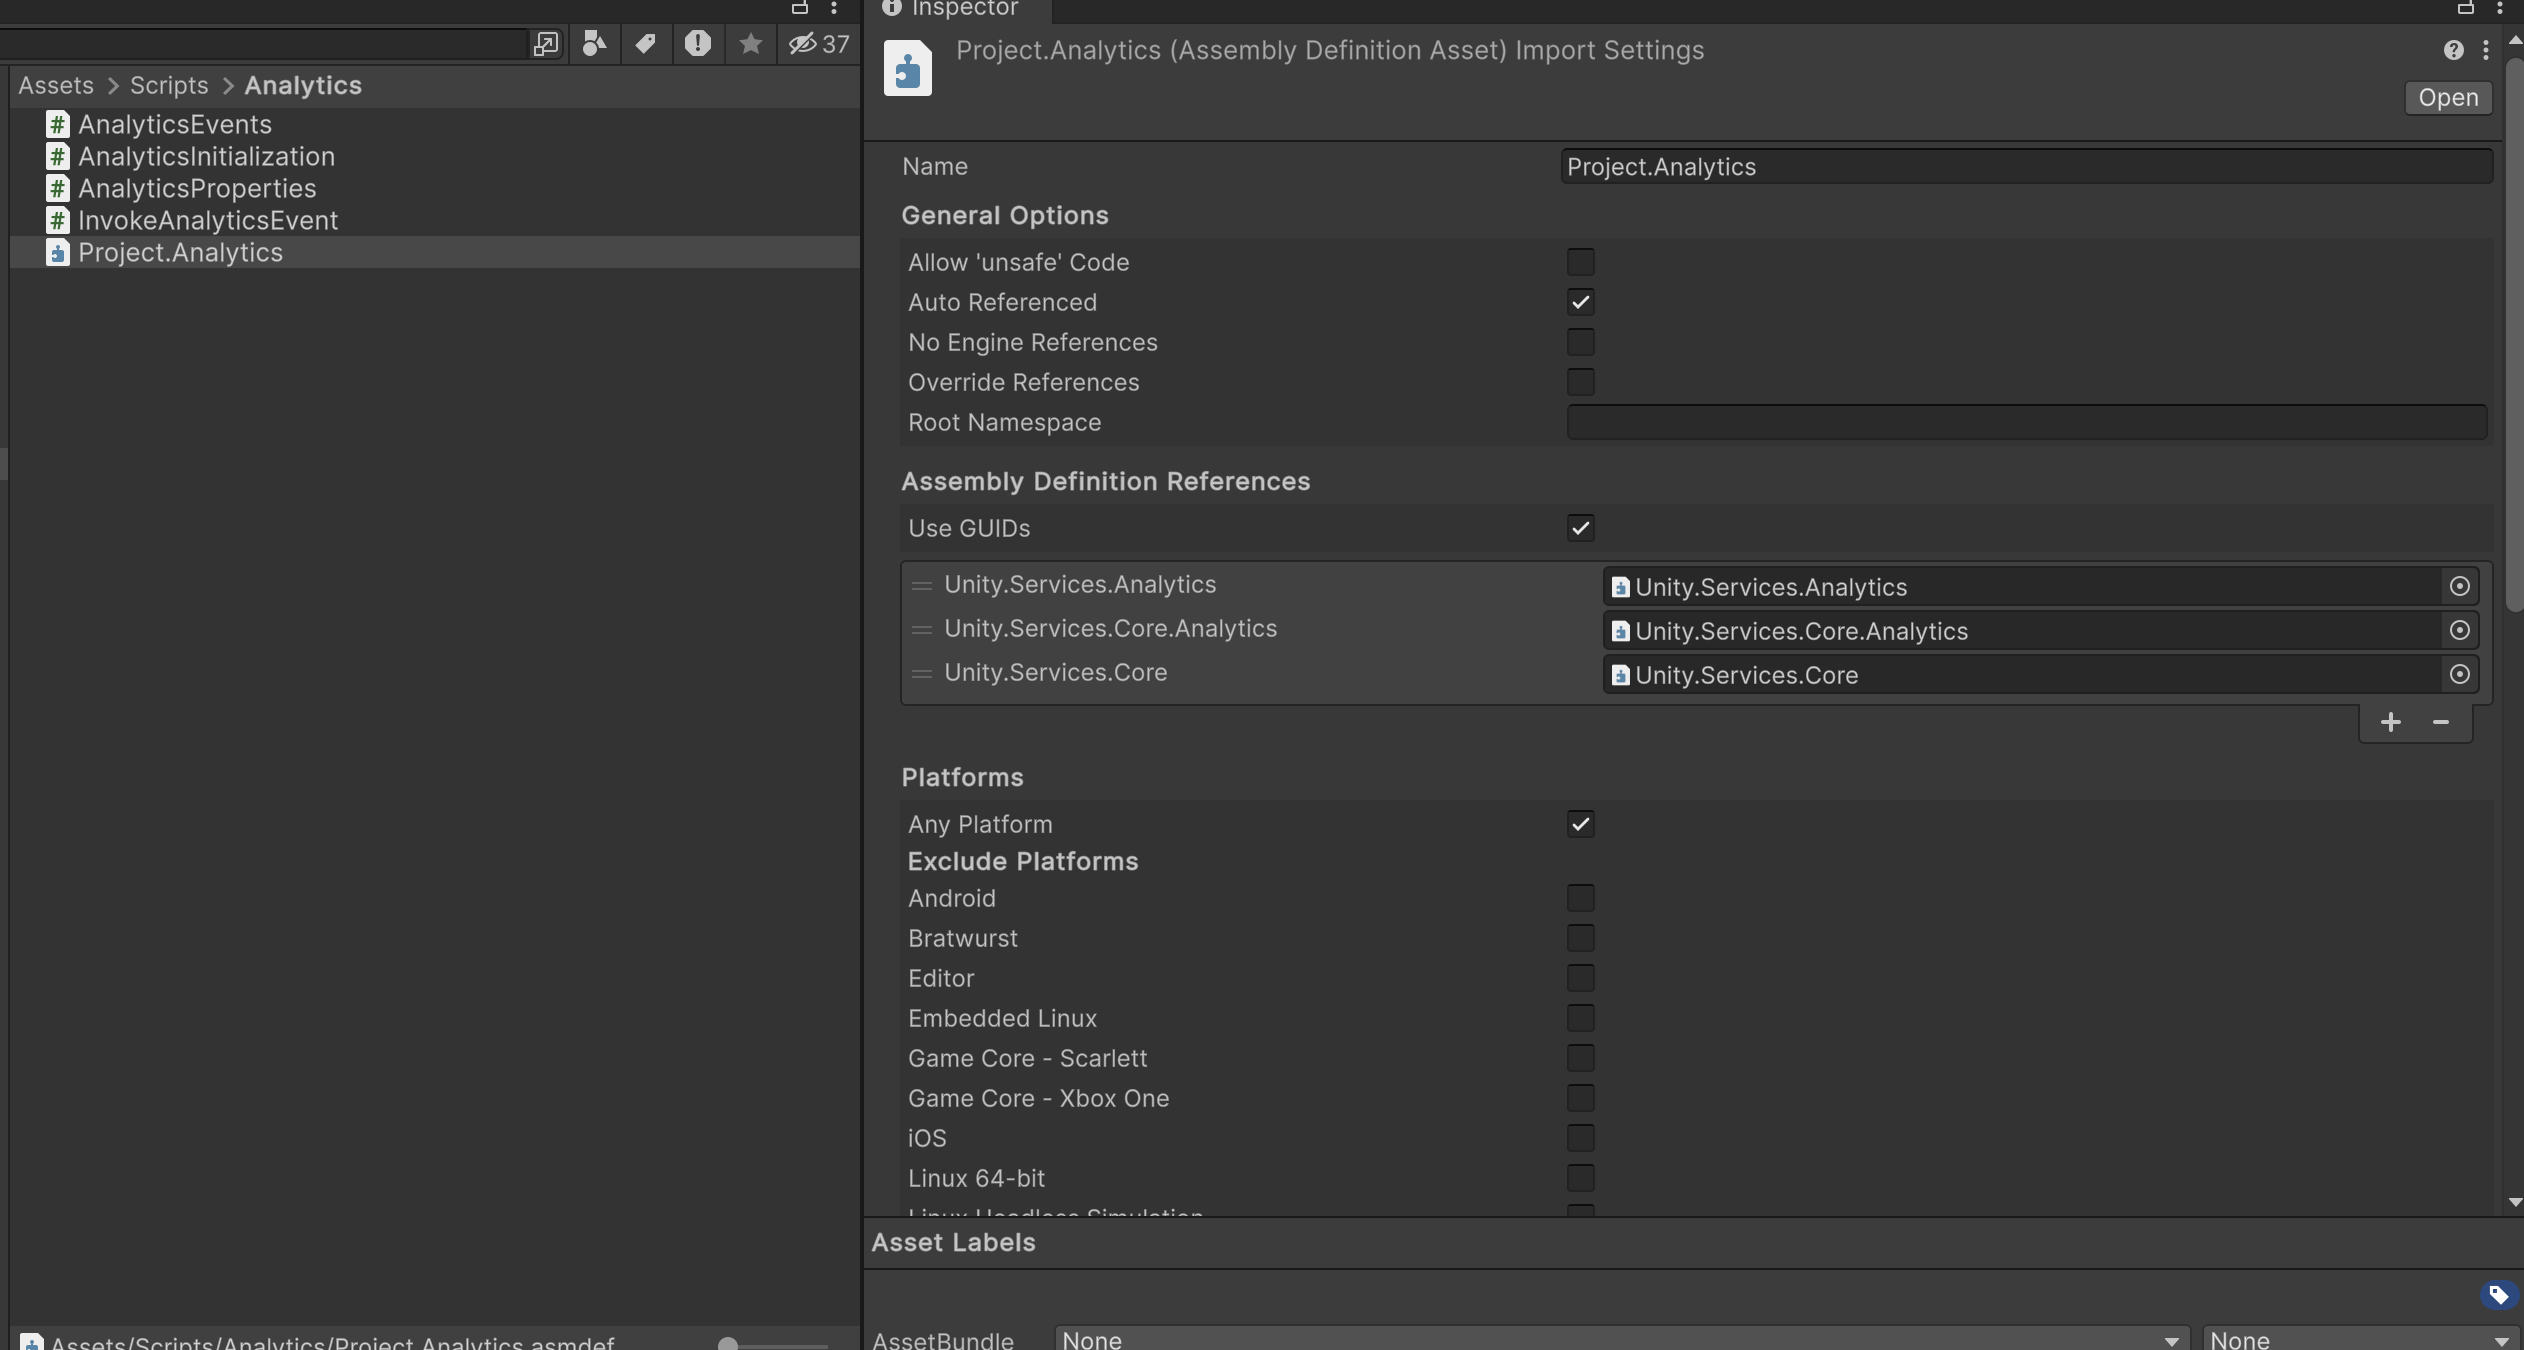 37
Assets > Scripts > Analytics
AnalyticsEvents
AnalyticsInitialization
AnalyticsProperties
InvokeAnalyticsEvent
Project.Analytics
Assets/Scripts/Analytics/Project.Analytics.asmdef
Inspector
Project.Analytics (Assembly Definition Asset) Import Settings
Open
Name
Project.Analytics
General Options
Allow 'unsafe' Code
Auto Referenced
No Engine References
Override References
Root Namespace
Assembly Definition References
Use GUIDs
Unity.Services.Analytics Unity.Services.Analytics
Unity.Services.Core.Analytics Unity.Services.Core.Analytics
Unity.Services.Core Unity.Services.Core
Platforms
Any Platform
Exclude Platforms
Android
Bratwurst
Editor
Embedded Linux
Game Core - Scarlett
Game Core - Xbox One
iOS
Linux 64-bit
Linux Headless Simulation
Asset Labels
AssetBundle None None